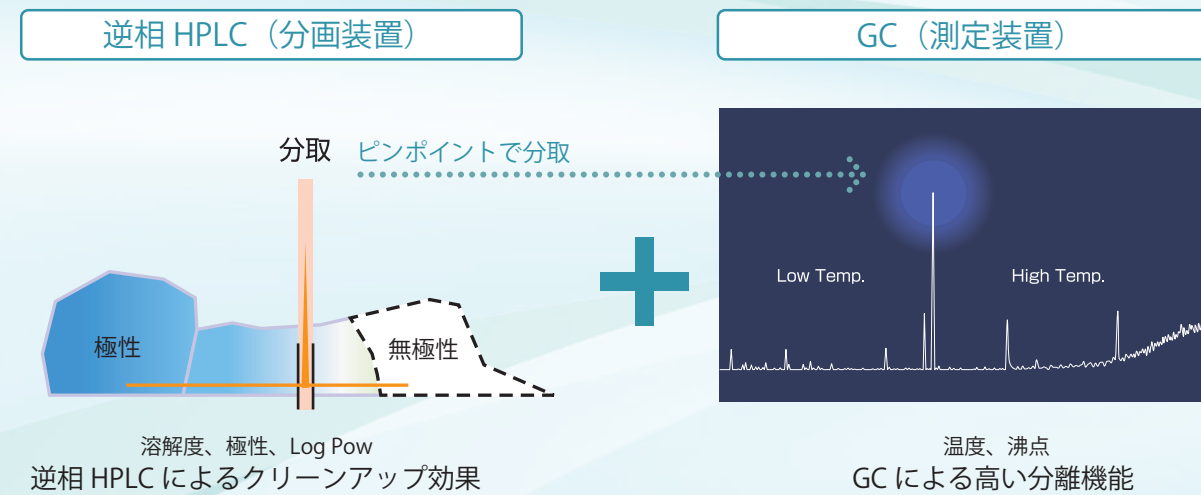 逆相 HPLC（分画装置）
GC（測定装置）
分取
ピンポイントで分取
極性
無極性
Low Temp.
High Temp.
溶解度、極性、Log Pow
逆相 HPLC によるクリーンアップ効果
温度、沸点
GC による高い分離機能